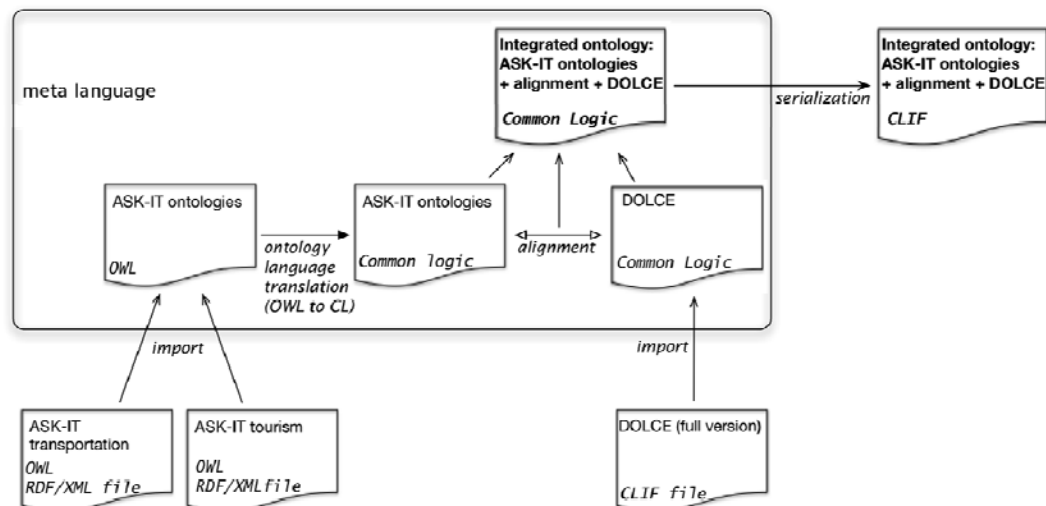 Integrated ontology:
ASK-IT ontologies
+ alignment + DOLCE
Common Logic
serialization
Integrated ontology:
ASK-IT ontologies
+ alignment + DOLCE
CLIF
meta language
ASK-IT ontologies
OWL
ontology
language
translation
(OWL to CL)
ASK-IT ontologies
Common logic
alignment
DOLCE
Common Logic
import
import
ASK-IT
transportation
OWL
RDF/XML file
ASK-IT tourism
OWL
RDF/XMLfile
DOLCE (full version)
CLIF file